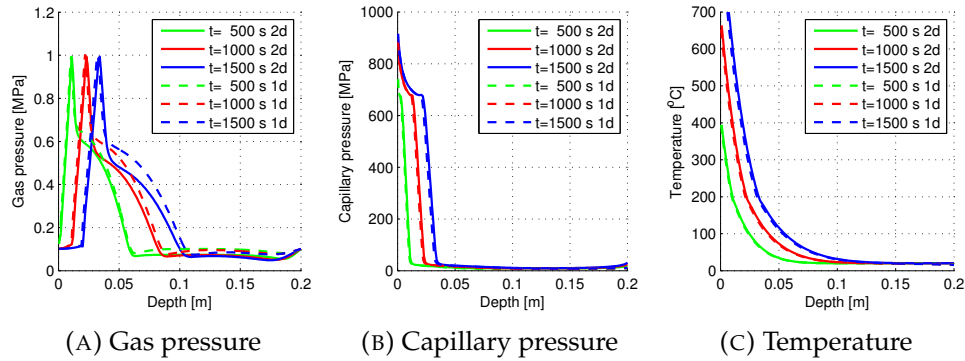 Gas pressure [MPa]
1.2
1
0.8
0.6
0.4
0.2
0
0
0.05
0.1
0.15
0.2
Depth [m]
t= 500 s 2d
t=1000 s 2d
t=1500 s 2d
t= 500 s 1d
t=1000 s 1d
t=1500 s 1d
(A) Gas pressure
Capillary pressure [MPa]
1000
800
600
400
200
0
0
0.05
0.1
0.15
0.2
Depth [m]
t= 500 s 2d
t=1000 s 2d
t=1500 s 2d
t= 500 s 1d
t=1000 s 1d
t=1500 s 1d
(B) Capillary pressure
Temperature [⁰C]
700
600
500
400
300
200
100
0
0
0.05
0.1
0.15
0.2
Depth [m]
t= 500 s 2d
t=1000 s 2d
t=1500 s 2d
t= 500 s 1d
t=1000 s 1d
t=1500 s 1d
(C) Temperature